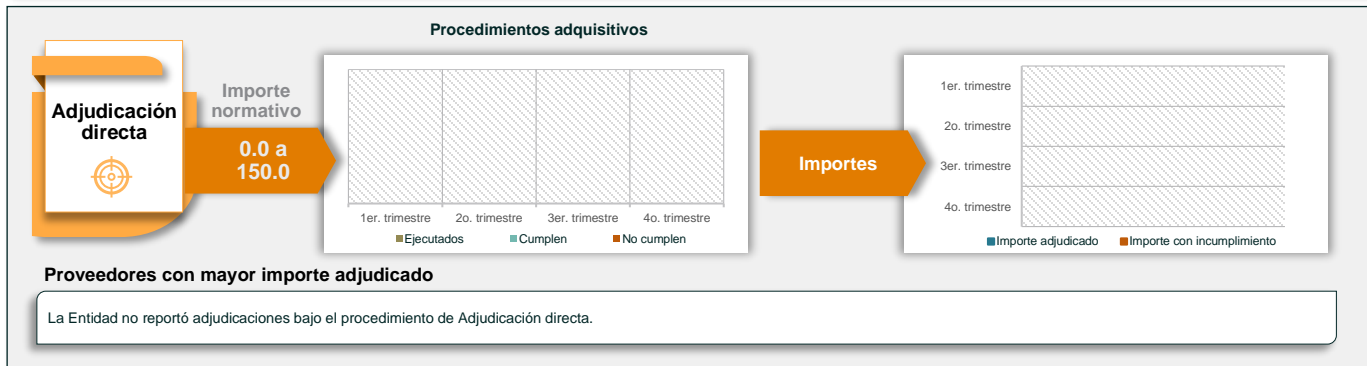 Procedimientos adquisitivos
Adjudicación
directa
Importe
normativo
0.0 a
150.0
1er. trimestre
2o. trimestre
3er. trimestre
4o. trimestre
Ejecutados
Cumplen
No cumplen
Importes
1er. trimestre
2o. trimestre
3er. trimestre
4o. trimestre
Importe adjudicado
Importe con incumplimiento
Proveedores con mayor importe adjudicado
La Entidad no reportó adjudicaciones bajo el procedimiento de Adjudicación directa.